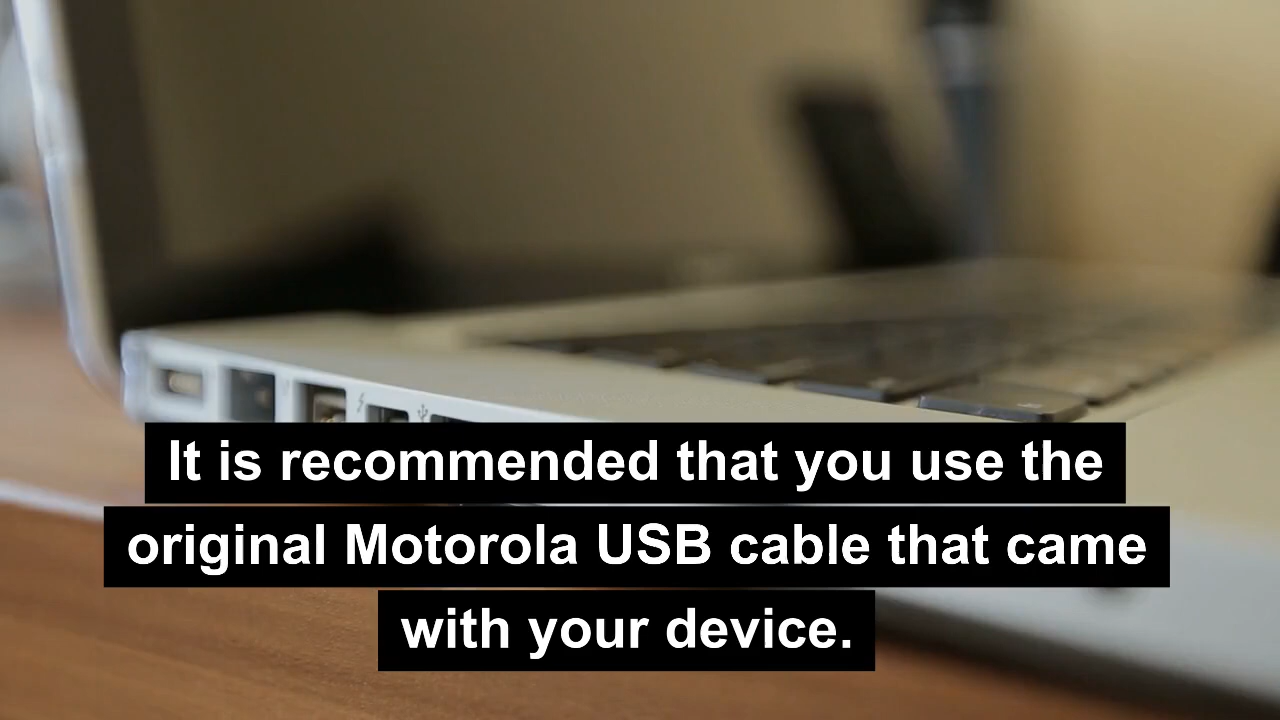 It is recommended that you use the
original Motorola USB cable that came
with your device.